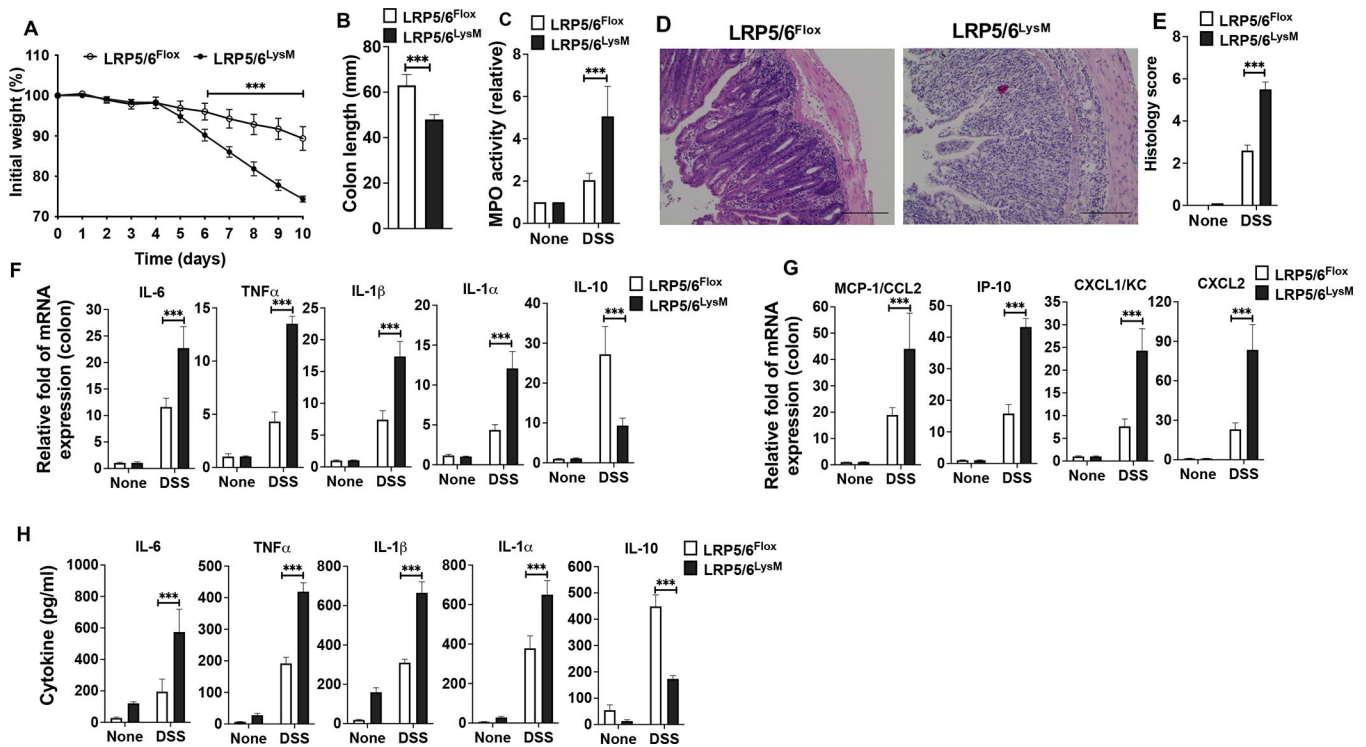 A
LRP5/6Flox
LRP5/6LysM
***
Initial weight (%)
110
100
90
80
70
0 1 2 3 4 5 6 7 8 9 10
Time (days)
B
LRP5/6Flox
LRP5/6LysM
***
Colon length (mm)
80
60
40
20
0
C
LRP5/6Flox
LRP5/6LysM
***
MPO activity (relative)
8
6
4
2
0
None DSS
D
LRP5/6Flox
LRP5/6LysM
E
LRP5/6Flox
LRP5/6LysM
***
Histology score
8
6
4
2
0
None DSS
F
Relative fold of mRNA
expression (colon)
IL-6
***
30
25
20
15
10
5
0
None DSS
TNFα
***
15
10
5
0
None DSS
IL-1β
***
25
20
15
10
5
0
None DSS
IL-1α
***
20
15
10
5
0
None DSS
IL-10
***
40
30
20
10
0
None DSS
LRP5/6Flox
LRP5/6LysM
G
Relative fold of mRNA
expression (colon)
MCP-1/CCL2
***
60
50
40
30
20
10
0
None DSS
IP-10
***
50
40
30
20
10
0
None DSS
CXCL1/KC
***
35
30
25
20
15
10
5
0
None DSS
CXCL2
***
120
90
60
30
0
None DSS
LRP5/6Flox
LRP5/6LysM
H
Cytokine (pg/ml)
IL-6
***
1000
800
600
400
200
0
None DSS
TNFα
***
500
400
300
200
100
0
None DSS
IL-1β
***
800
600
400
200
0
None DSS
IL-1α
***
800
600
400
200
0
None DSS
IL-10
***
600
500
400
300
200
100
0
None DSS
LRP5/6Flox
LRP5/6LysM